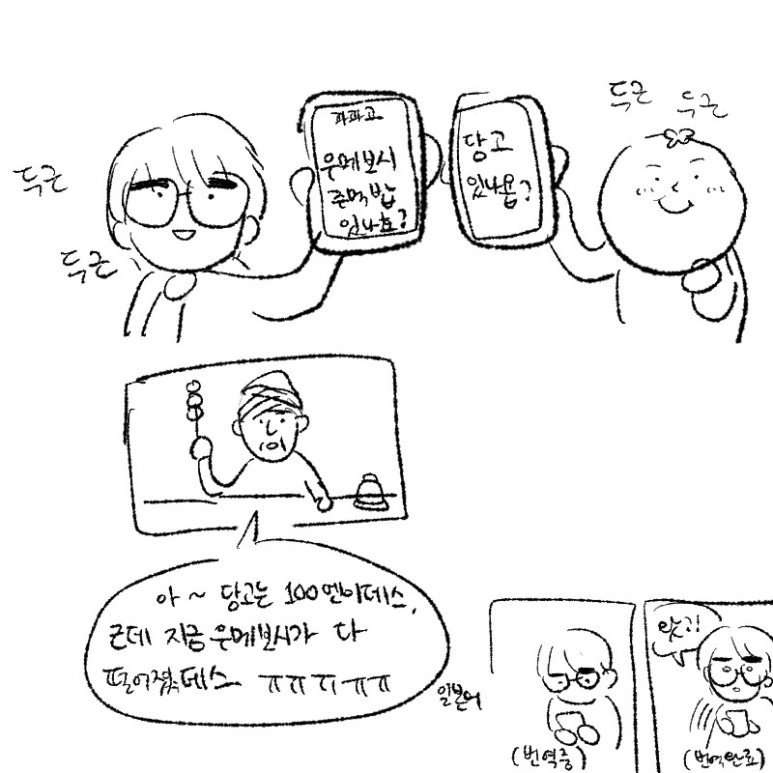 두근 두근
두근
두근
파파고
우메보시
주먹밥
있나효?
당고
있나욥?
아~ 당고는 100엔이데스,
근데 지금 우메보시가 다
떨어졌데스 ㅠㅠㅠㅠㅠ
일본어
(번역중)
앗고!
(번역완료)